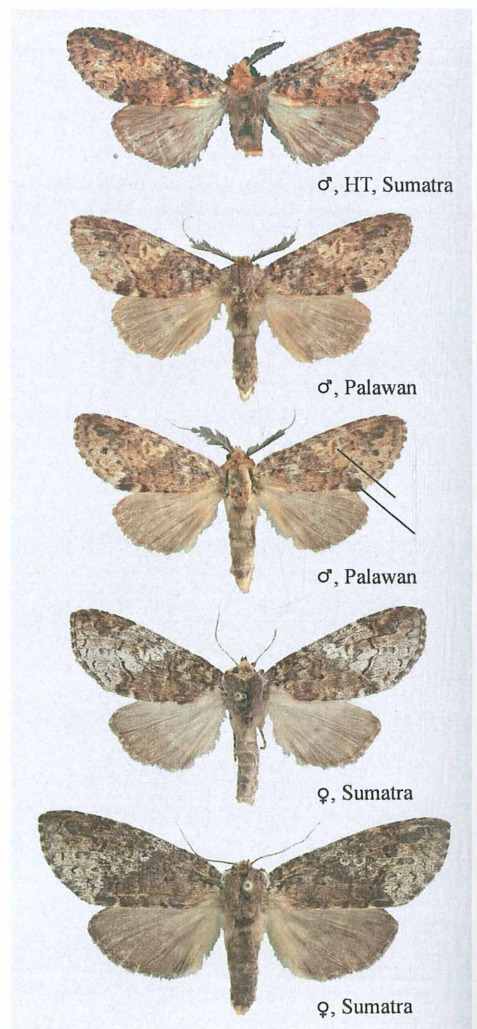 ♂, HT, Sumatra
♂, Palawan
♂, Palawan
♀, Sumatra
♀, Sumatra